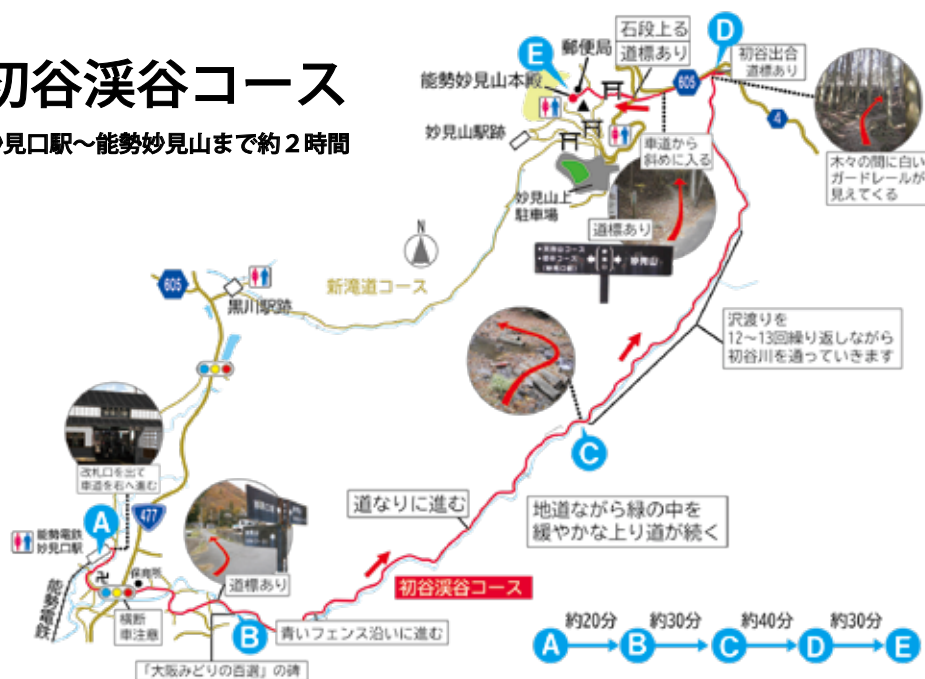 初谷渓谷コース
妙見口駅～能勢妙見山まで約２時間
石段上る
道標あり
D
初谷出合
道標あり
E
郵便局
能勢妙見山本殿
605
4
妙見山駅跡
車道から
斜めに入る
木々の間に白い
ガードレールが
見えてくる
妙見山上
駐車場
道標あり
妙見山
N
新滝道コース
605
黒川駅跡
沢渡りを
12～13回繰り返しながら
初谷川を通っていきます
改札口を出て
車道を右へ進む
C
道なりに進む
地道ながら緑の中を
緩やかな上り道が続く
477
A
能勢電鉄
妙見口駅
卍
保育所
道標あり
初谷渓谷コース
能勢電鉄
横断
車注意
B
青いフェンス沿いに進む
「大阪みどりの百選」の碑
約20分 約30分 約40分 約30分
A B C D E